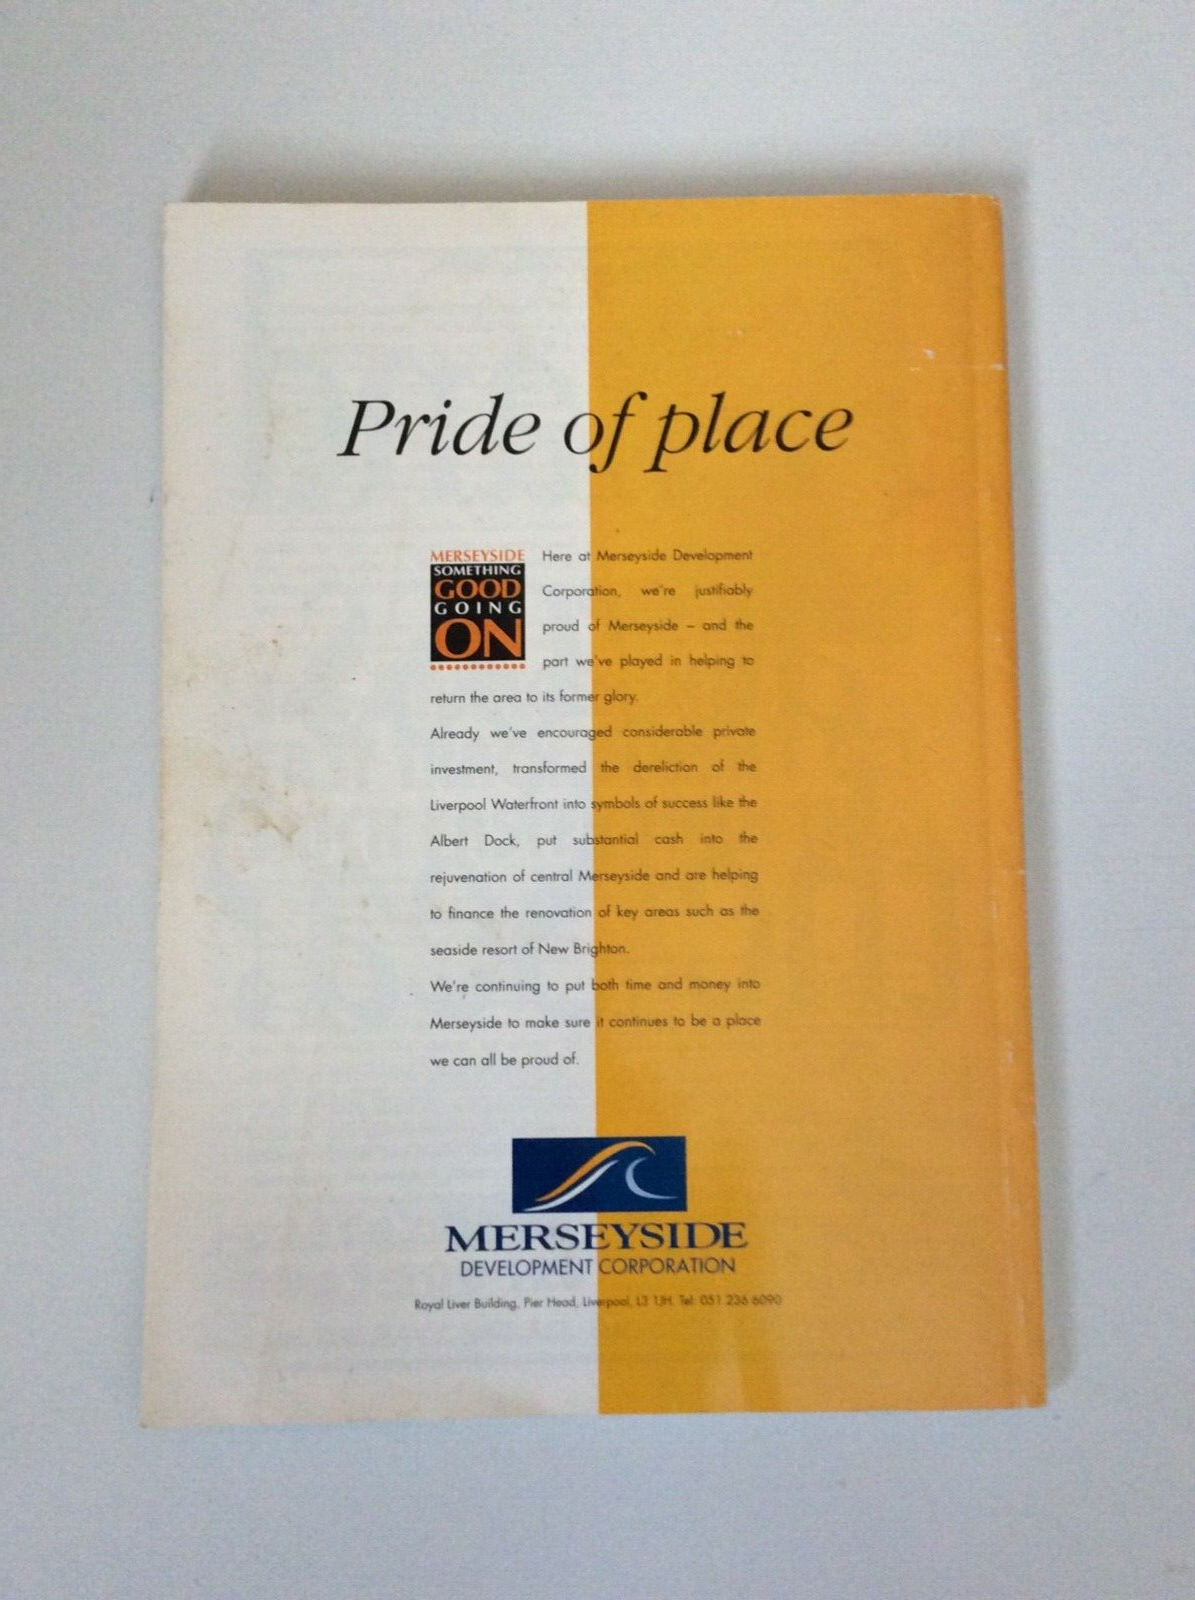 Pride of place
MERSEYSIDE
SOMETHING
GOOD
GOING
ON
Here at Merseyside Development
Corporation, we're justifiably
proud of Merseyside – and the
part we've played in helping to
return the area to its former glory.
Already we've encouraged considerable private
investment, transformed the dereliction of the
Liverpool Waterfront into symbols of success like the
Albert Dock, put substantial cash into the
rejuvenation of central Merseyside and are helping
to finance the renovation of key areas such as the
seaside resort of New Brighton.
We're continuing to put both time and money into
Merseyside to make sure it continues to be a place
we can all be proud of.
MERSEYSIDE
DEVELOPMENT CORPORATION
Royal Liver Building, Pier Head, Liverpool, L3 1JH. Tel: 051 236 6090